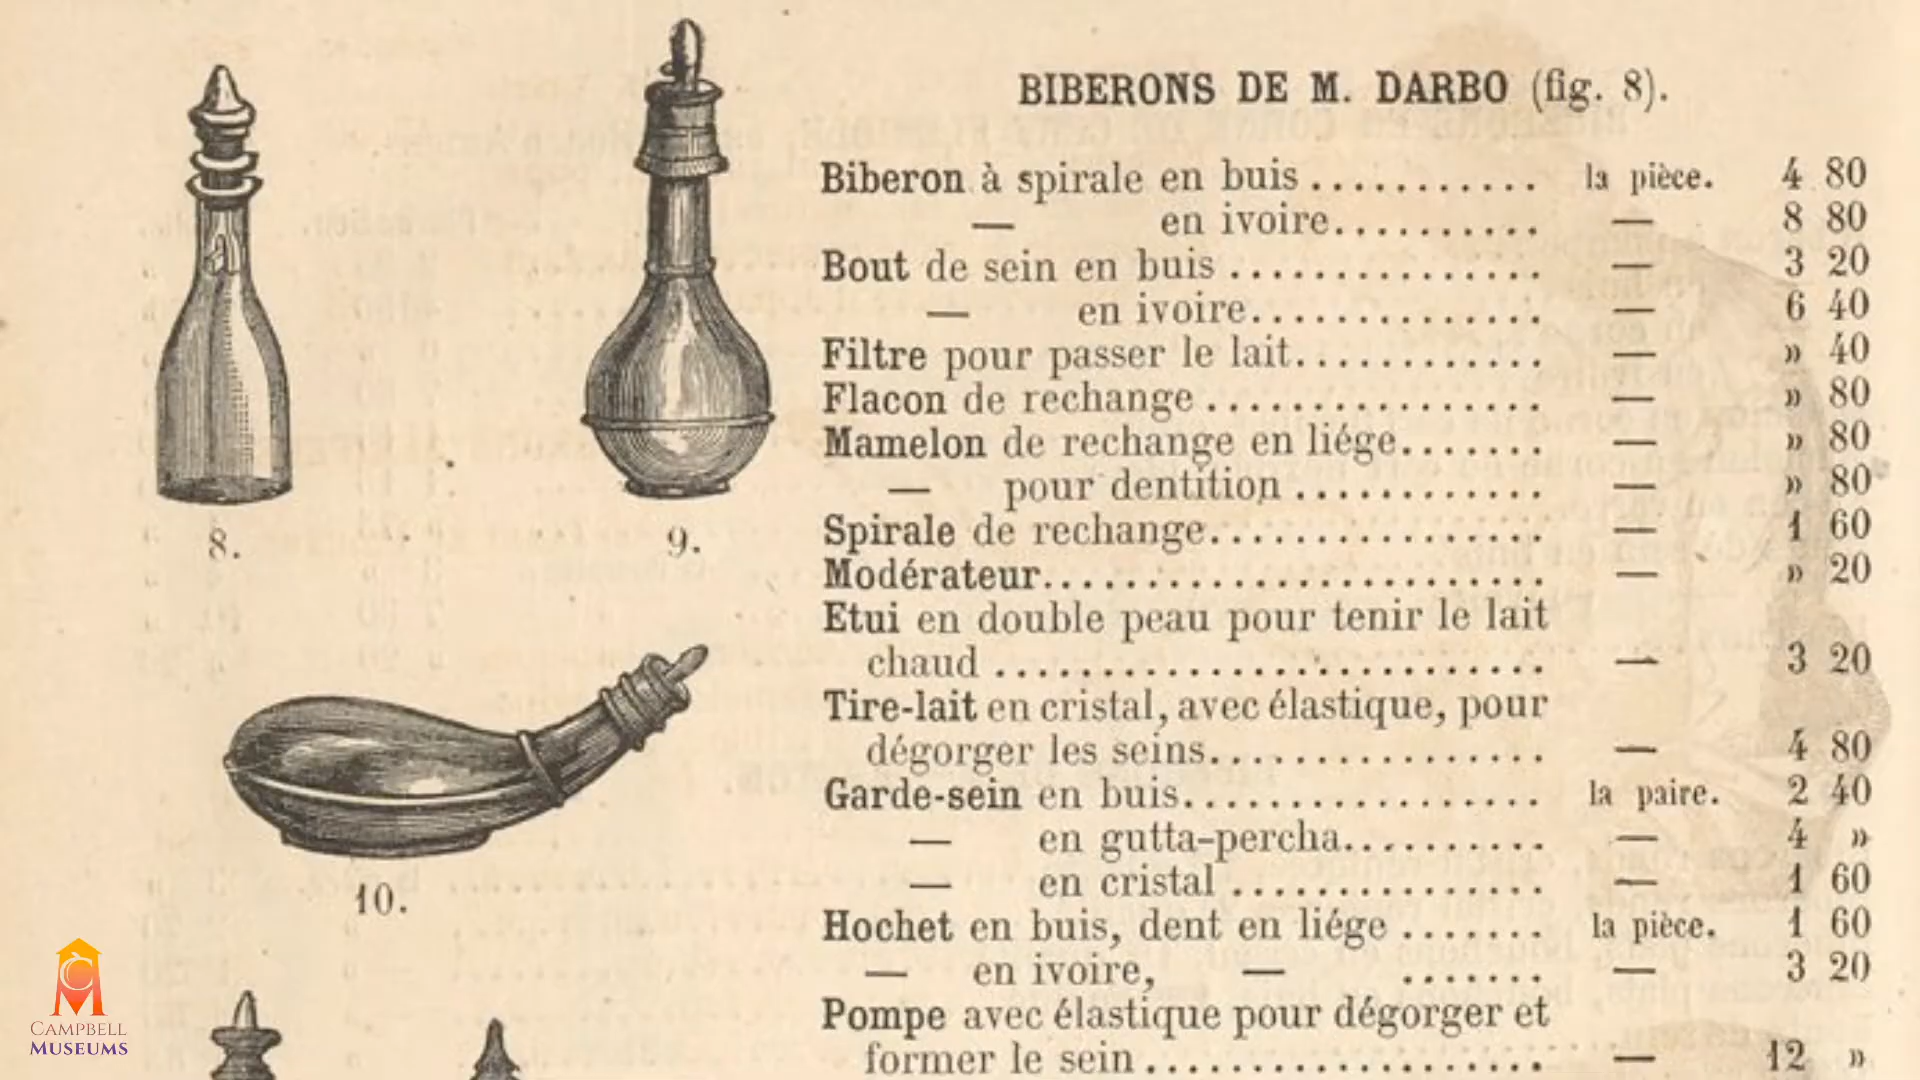 BIBERONS DE M. DARBO (fig. 8).
Biberon à spirale en buis ........... la pièce. 4 80
— en ivoire.......... — 8 80
Bout de sein en buis ................ — 3 20
— en ivoire............... — 6 40
Filtre pour passer le lait............. — » 40
Flacon de rechange ................. — » 80
Mamelon de rechange en liége....... — » 80
— pour dentition ............. — » 80
Spirale de rechange................. — 1 60
Modérateur.......................... — » 20
Etui en double peau pour tenir le lait
chaud ............................ — 3 20
Tire-lait en cristal, avec élastique, pour
dégorger les seins................. — 4 80
Garde-sein en buis.................. la paire. 2 40
— en gutta-percha.......... — 4 »
— en cristal ................ — 1 60
Hochet en buis, dent en liége ....... la pièce. 1 60
— en ivoire, — ....... — 3 20
Pompe avec élastique pour dégorger et
former le sein .................... — 12 »
8.
9.
10.
CAMPBELL
MUSEUMS